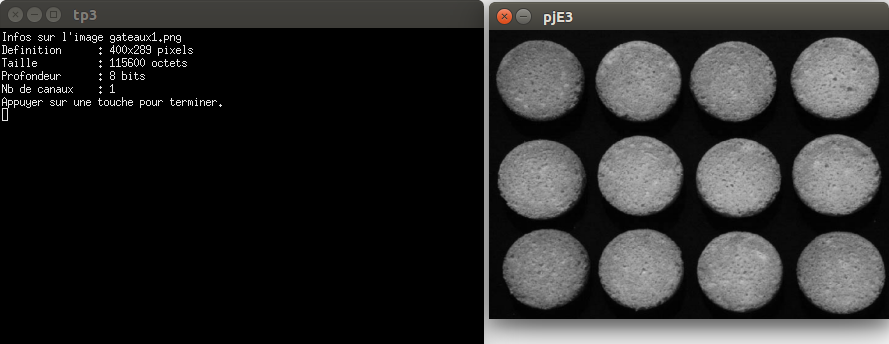 tp3
Infos sur l'image gateaux1.png
Definition : 400x289 pixels
Taille : 115600 octets
Profondeur : 8 bits
Nb de canaux : 1
Appuyer sur une touche pour terminer.
pjE3